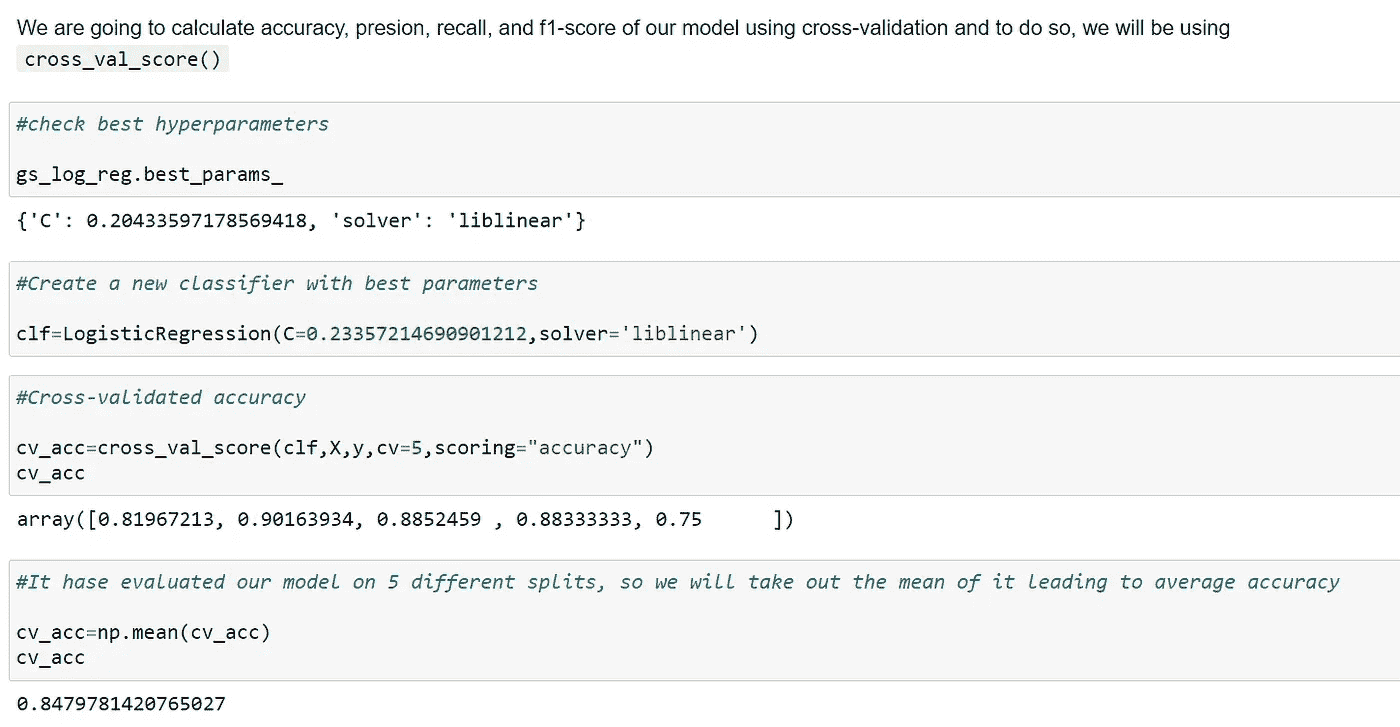 We are going to calculate accuracy, presion, recall, and f1-score of our model using cross-validation and to do so, we will be using
cross_val_score()
#check best hyperparameters
gs_log_reg.best_params_
{'C': 0.20433597178569418, 'solver': 'liblinear'}
#Create a new classifier with best parameters
clf=LogisticRegression(C=0.23357214690901212,solver='liblinear')
#Cross-validated accuracy
cv_acc=cross_val_score(clf,X,y,cv=5,scoring="accuracy")
cv_acc
array([0.81967213, 0.90163934, 0.8852459 , 0.88333333, 0.75      ])
#It hase evaluated our model on 5 different splits, so we will take out the mean of it leading to average accuracy
cv_acc=np.mean(cv_acc)
cv_acc
0.8479781420765027